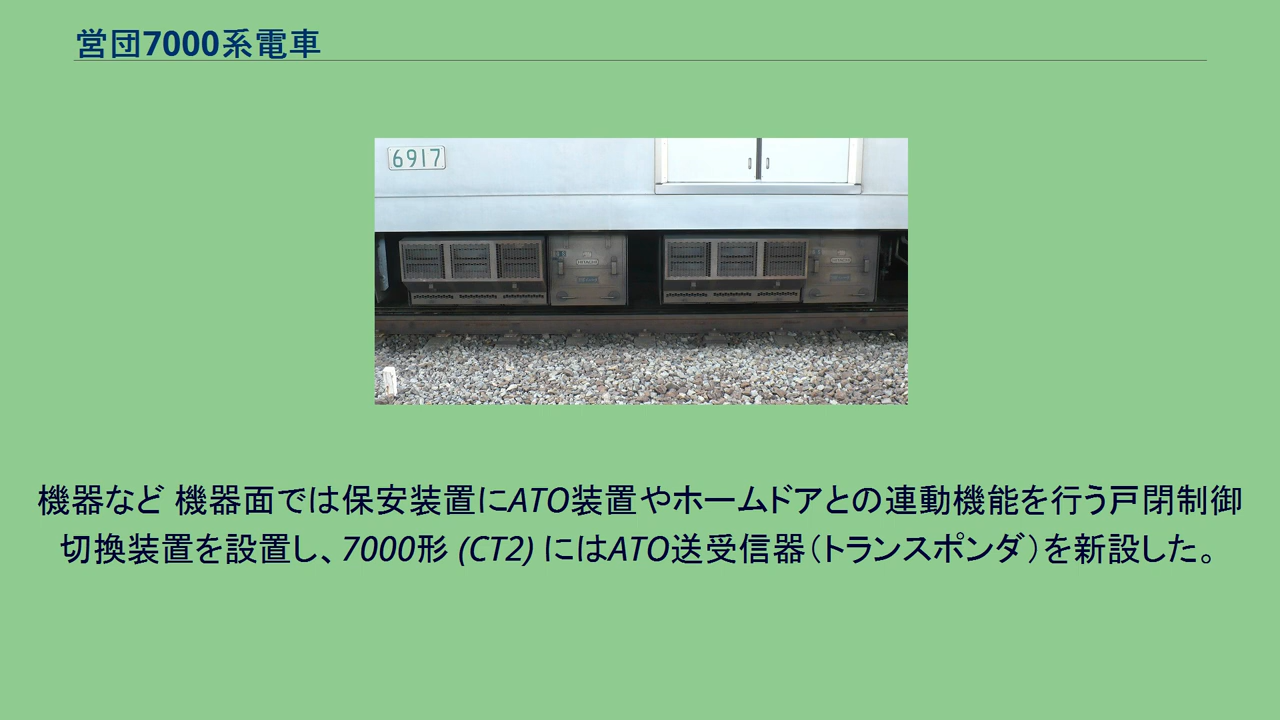 営団7000系電車
6917
HITACHI
機器など 機器面では保安装置にATO装置やホームドアとの連動機能を行う戸閉制御
切換装置を設置し、7000形 (CT2) にはATO送受信器（トランスポンダ）を新設した。